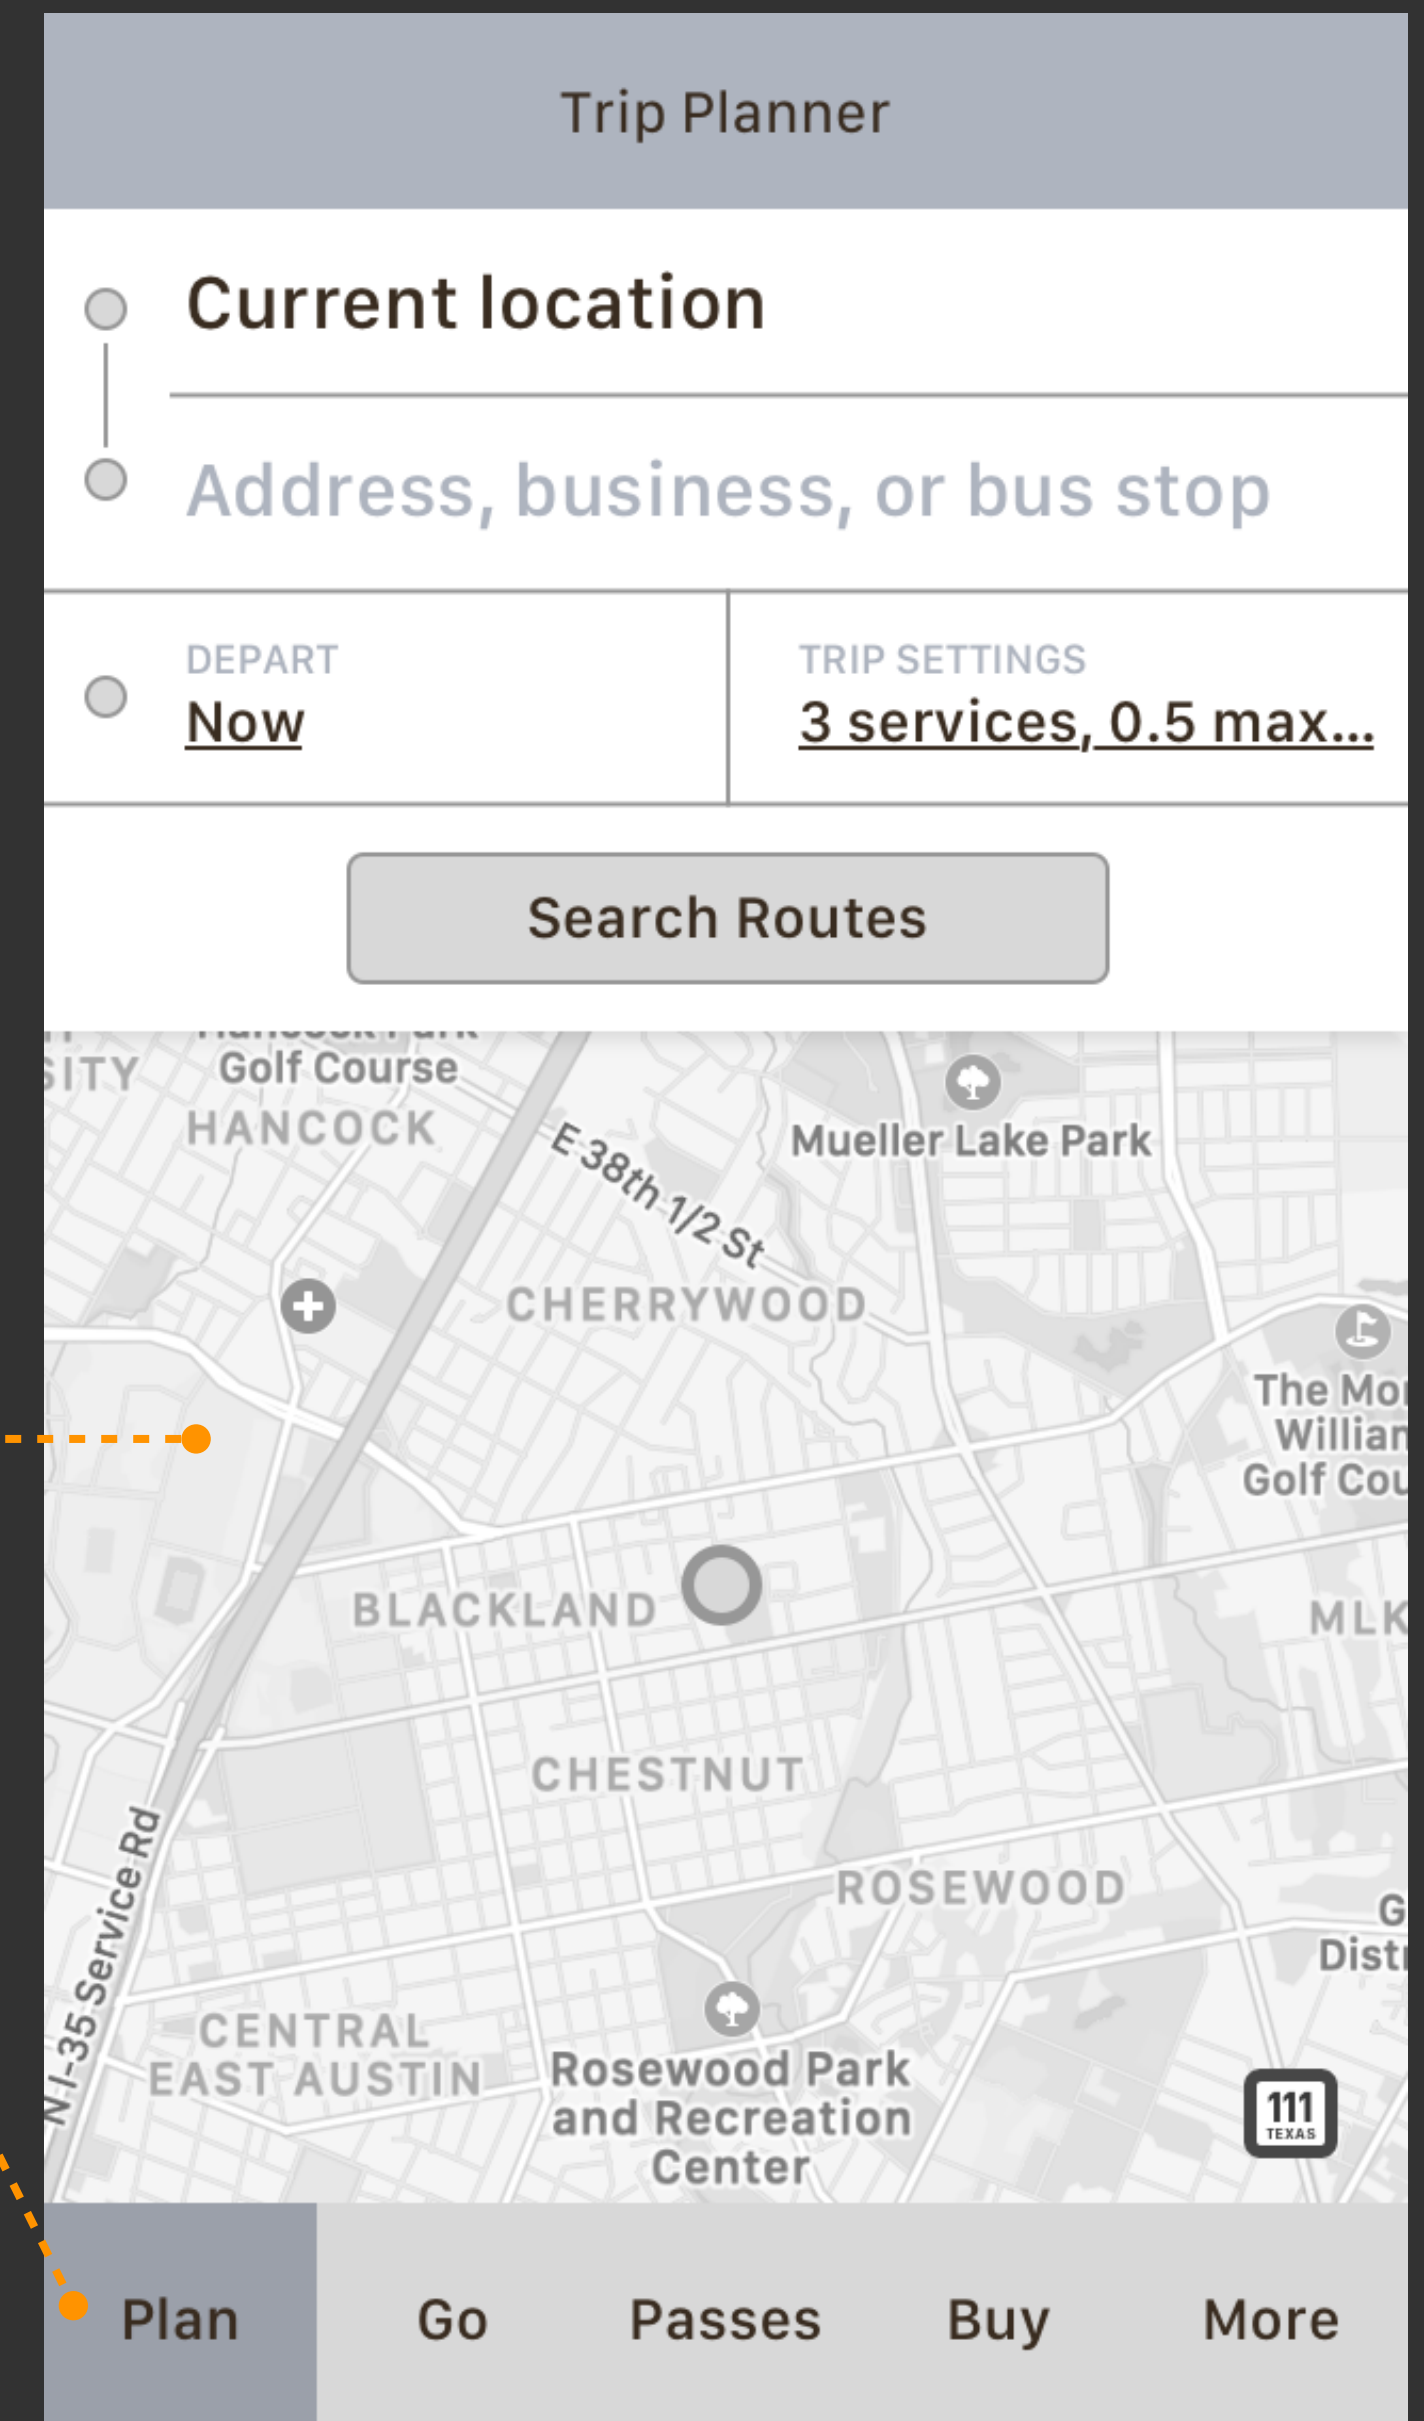 Trip Planner
Current location
Address, business, or bus stop
DEPART
Now
TRIP SETTINGS
3 services, 0.5 max...
Search Routes
Golf Course
HANCOCK
E 38th 1/2 St
Mueller Lake Park
CHERRYWOOD
The
Golf
BLACKLAND
MLK
CHESTNUT
ROSEWOOD
N I-35 Service Rd
CENTRAL
EAST AUSTIN
Rosewood Park
and Recreation
Center
111
TEXAS
Plan
Go
Passes
Buy
More